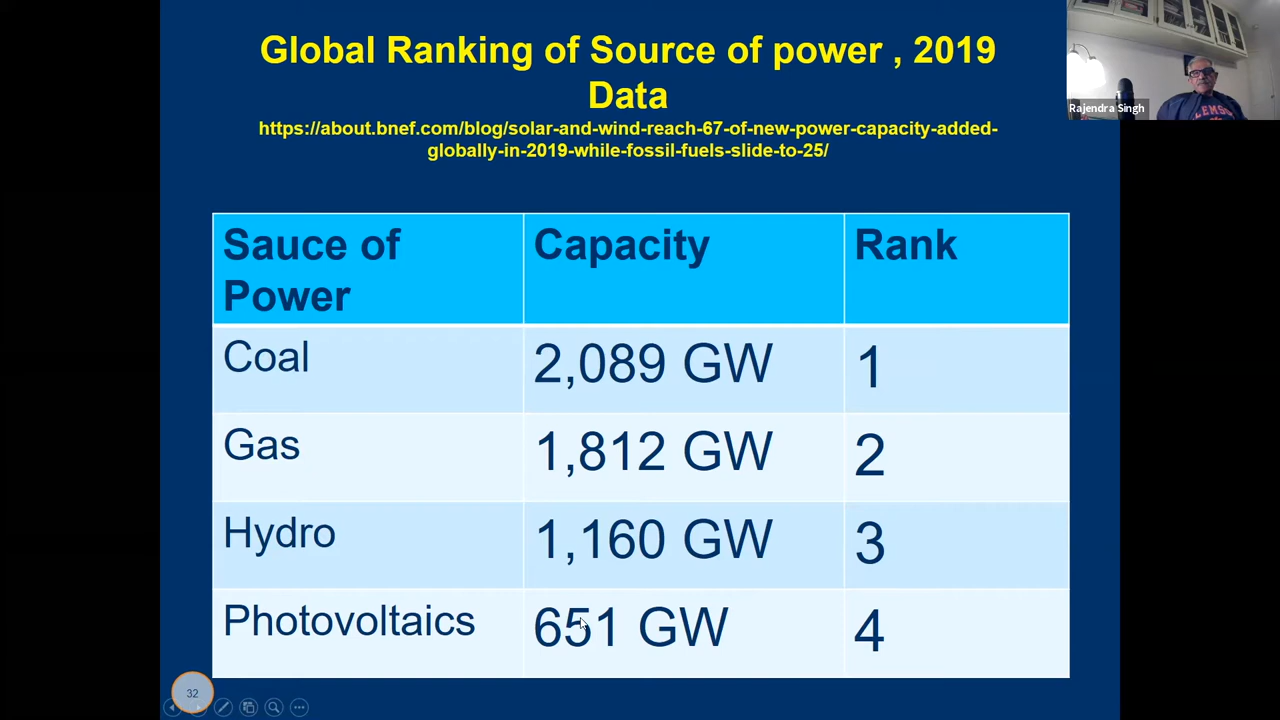 Global Ranking of Source of power , 2019
Data
https://about.bnef.com/blog/solar-and-wind-reach-67-of-new-power-capacity-added-
globally-in-2019-while-fossil-fuels-slide-to-25/
Rajendra Singh
Sauce of
Power
Capacity
Rank
Coal
2,089 GW
1
Gas
1,812 GW
2
Hydro
1,160 GW
3
Photovoltaics
651 GW
4
32